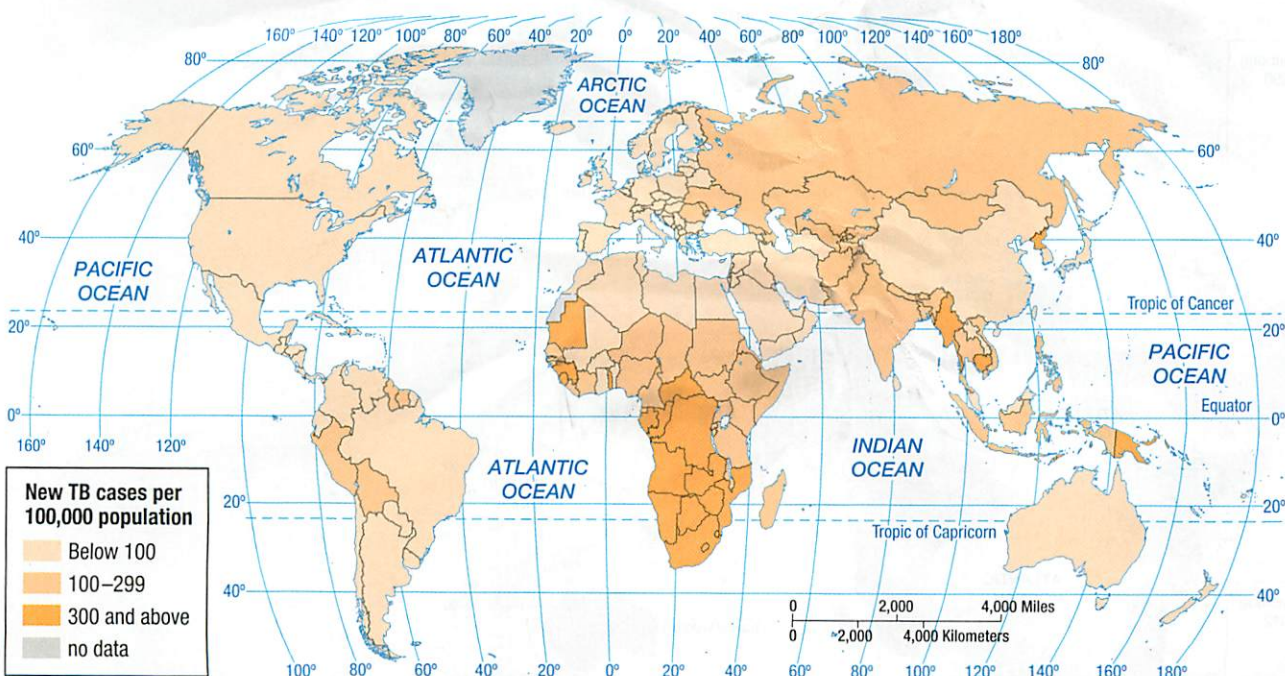 160° 140° 120° 100° 80° 60° 40° 20° 0° 20° 40° 60° 80° 100° 120° 140° 160° 180°
80° 80°
ARCTIC
OCEAN
60° 60°
40° 40°
ATLANTIC
OCEAN
PACIFIC
OCEAN
Tropic of Cancer
20° 20°
PACIFIC
OCEAN
Equator
0° 0°
160° 140° 120°
INDIAN
OCEAN
ATLANTIC
OCEAN
New TB cases per
100,000 population
Below 100
100–299
300 and above
no data
20° 20°
Tropic of Capricorn
40° 40°
0 2,000 4,000 Miles
0 2,000 4,000 Kilometers
100° 80° 60° 40° 20° 0° 20° 40° 60° 80° 100° 120° 140° 160° 180°